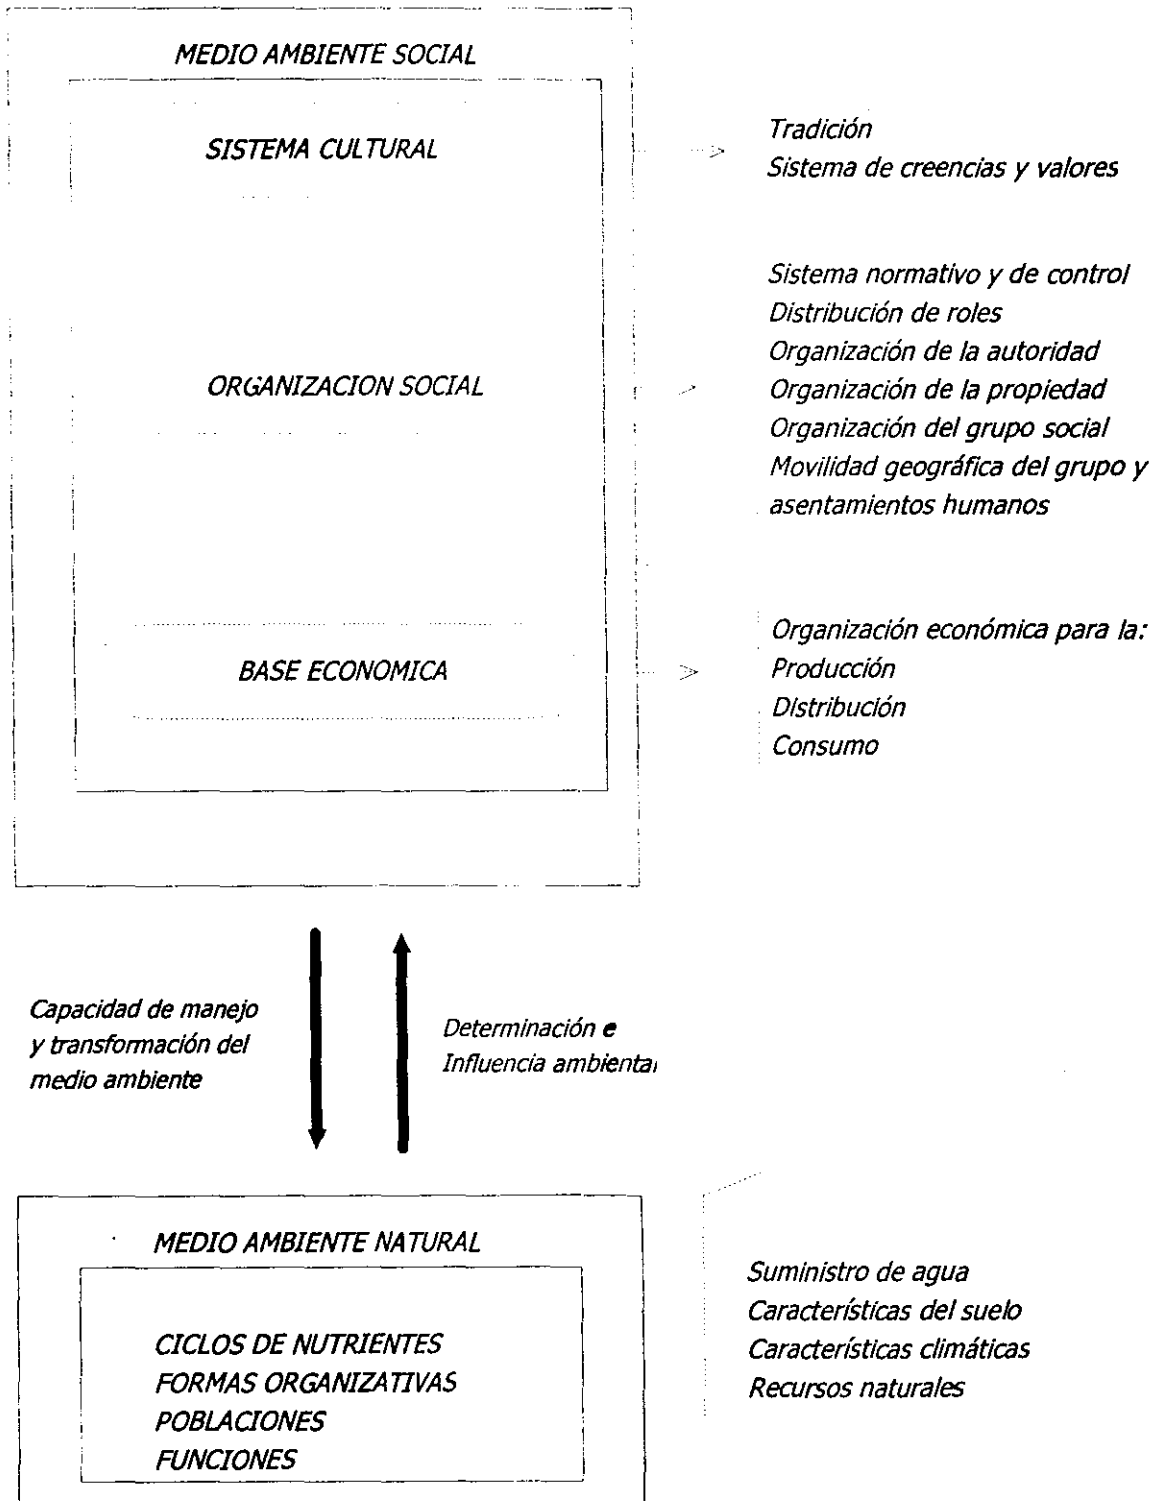 MEDIO AMBIENTE SOCIAL
SISTEMA CULTURAL
Tradición
Sistema de creencias y valores
ORGANIZACION SOCIAL
Sistema normativo y de control
Distribución de roles
Organización de la autoridad
Organización de la propiedad
Organización del grupo social
Movilidad geográfica del grupo y
asentamientos humanos
BASE ECONOMICA
Organización económica para la:
Producción
Distribución
Consumo
Capacidad de manejo
y transformación del
medio ambiente
Determinación e
Influencia ambiental
MEDIO AMBIENTE NATURAL
CICLOS DE NUTRIENTES
FORMAS ORGANIZATIVAS
POBLACIONES
FUNCIONES
Suministro de agua
Características del suelo
Características climáticas
Recursos naturales